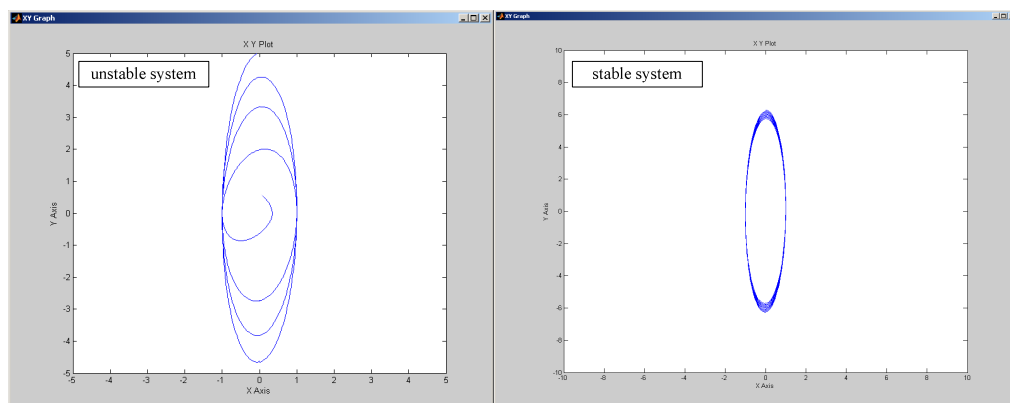 XY Graph
X Y Plot
unstable system
5
4
3
2
1
0
-1
-2
-3
-4
-5
Y Axis
-5 -4 -3 -2 -1 0 1 2 3 4 5
X Axis
XY Graph
X Y Plot
stable system
10
8
6
4
2
0
-2
-4
-6
-8
-10
Y Axis
-10 -8 -6 -4 -2 0 2 4 6 8 10
X Axis